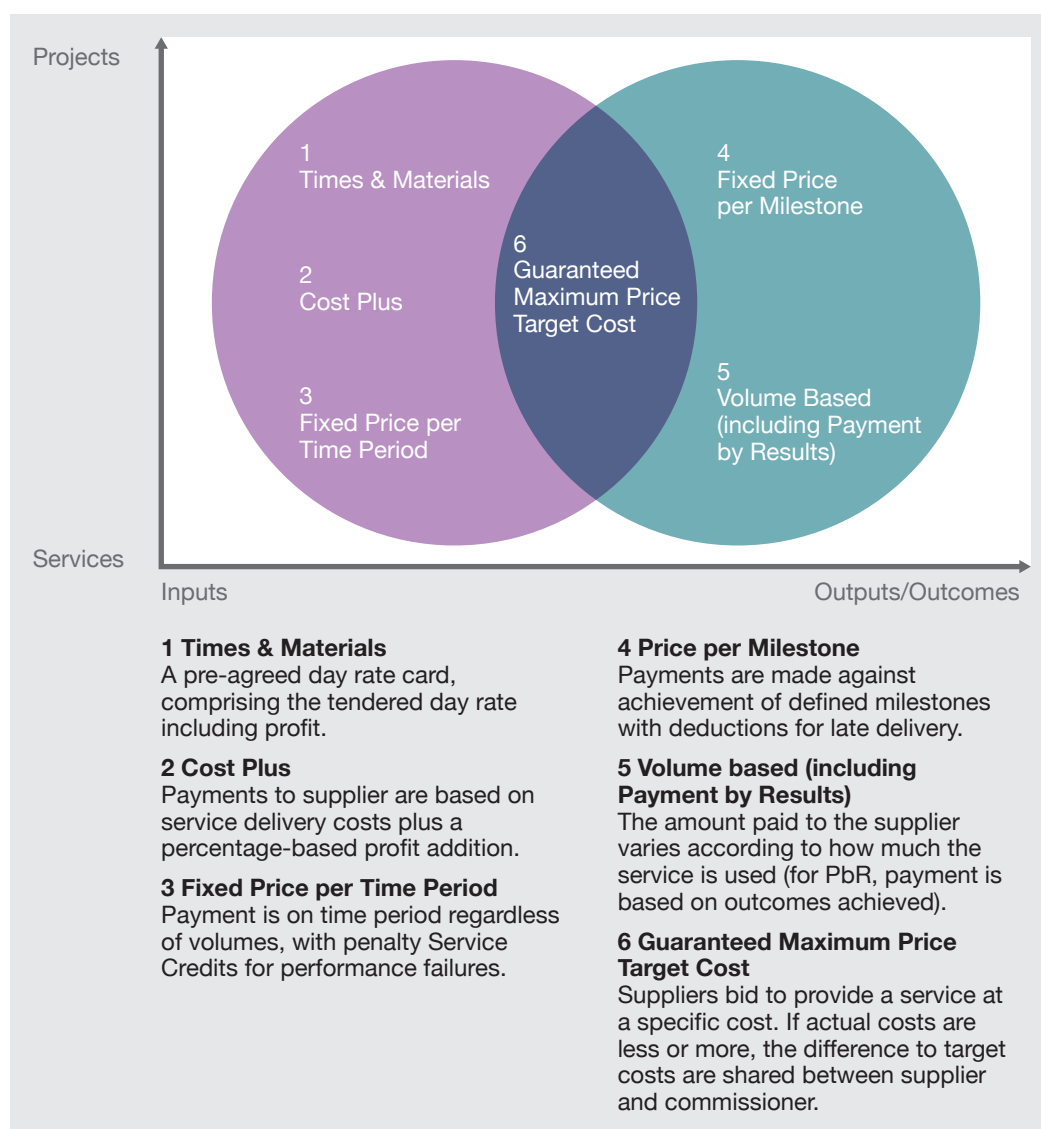 Projects
1
Times & Materials
2
Cost Plus
3
Fixed Price per
Time Period
6
Guaranteed
Maximum Price
Target Cost
4
Fixed Price
per Milestone
5
Volume Based
(including Payment
by Results)
Services
Inputs
Outputs/Outcomes
1 Times & Materials
A pre-agreed day rate card,
comprising the tendered day rate
including profit.
2 Cost Plus
Payments to supplier are based on
service delivery costs plus a
percentage-based profit addition.
3 Fixed Price per Time Period
Payment is on time period regardless
of volumes, with penalty Service
Credits for performance failures.
4 Price per Milestone
Payments are made against
achievement of defined milestones
with deductions for late delivery.
5 Volume based (including
Payment by Results)
The amount paid to the supplier
varies according to how much the
service is used (for PbR, payment is
based on outcomes achieved).
6 Guaranteed Maximum Price
Target Cost
Suppliers bid to provide a service at
a specific cost. If actual costs are
less or more, the difference to target
costs are shared between supplier
and commissioner.